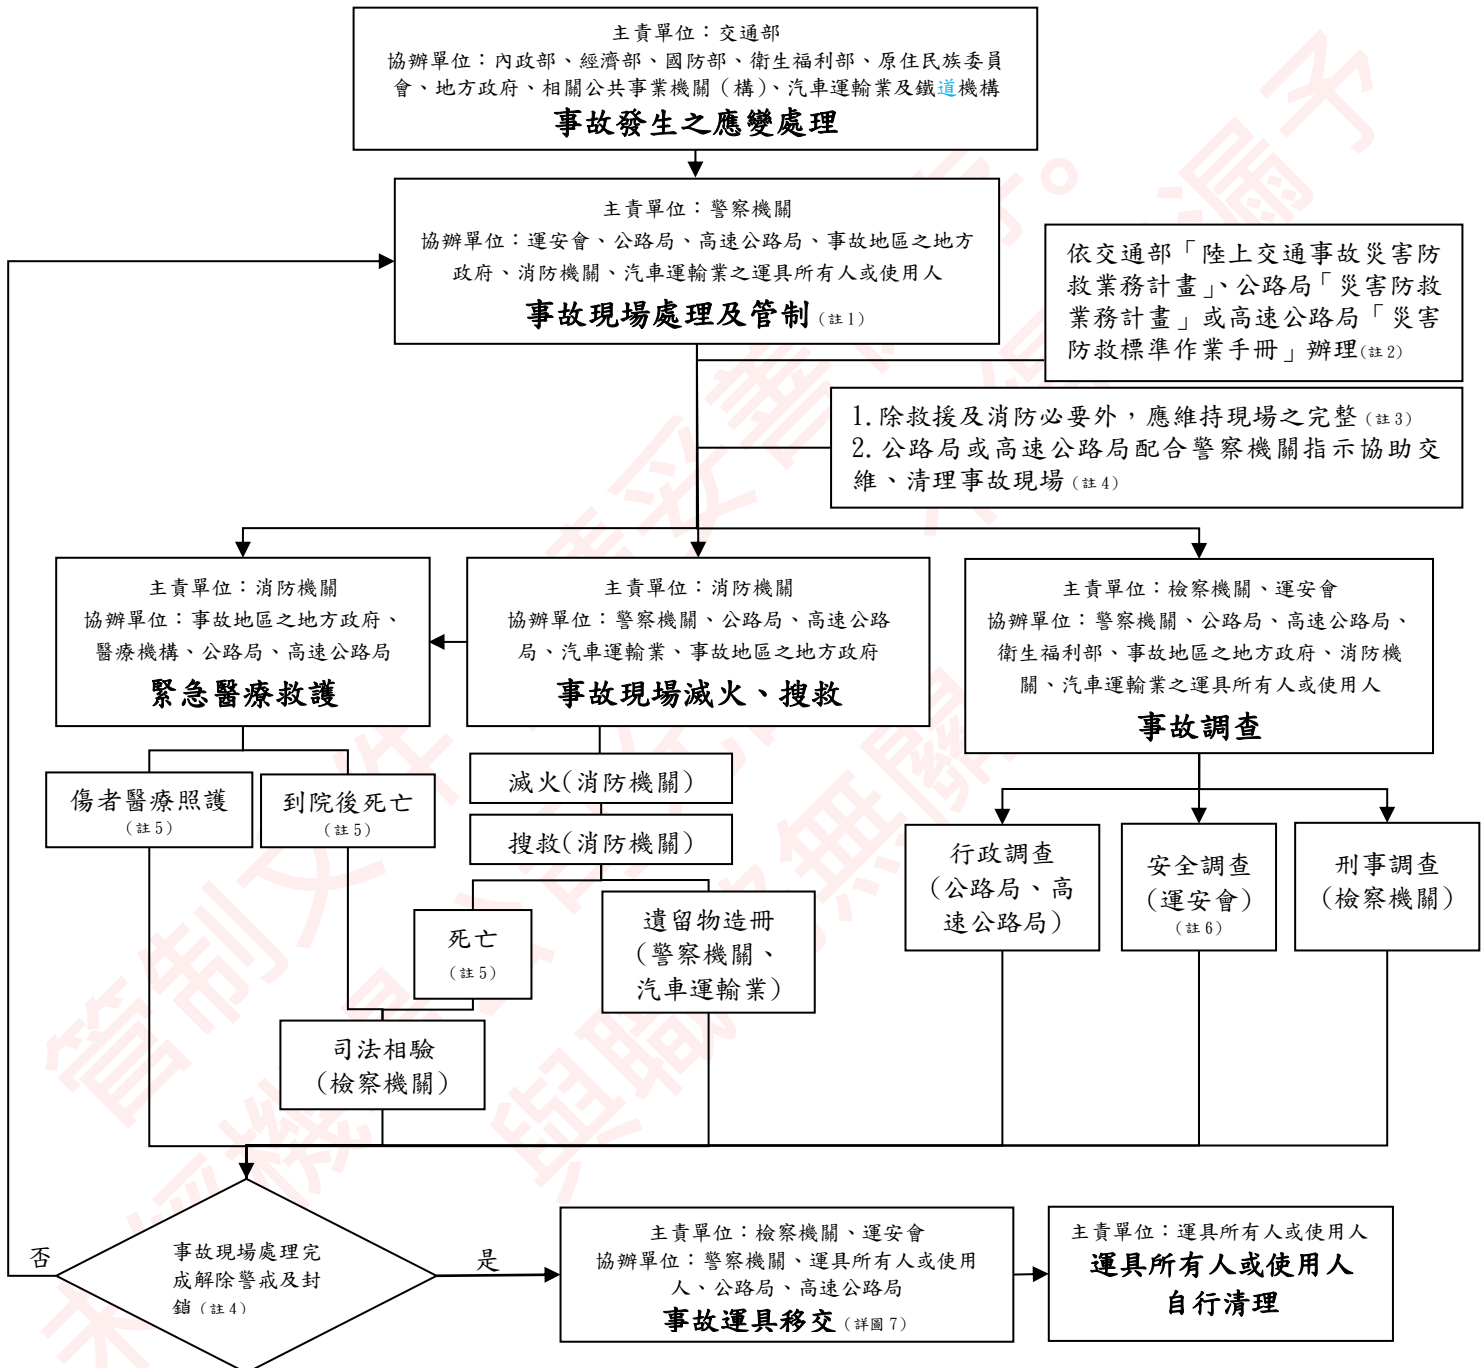 主責單位：交通部
協辦單位：內政部、經濟部、國防部、衛生福利部、原住民族委員
會、地方政府、相關公共事業機關（構）、汽車運輸業及鐵道機構
事故發生之應變處理
主責單位：警察機關
協辦單位：運安會、公路局、高速公路局、事故地區之地方
政府、消防機關、汽車運輸業之運具所有人或使用人
事故現場處理及管制(註1)
依交通部「陸上交通事故災害防
救業務計畫」、公路局「災害防救
業務計畫」或高速公路局「災害
防救標準作業手冊」辦理(註2)
1.除救援及消防必要外，應維持現場之完整(註3)
2.公路局或高速公路局配合警察機關指示協助交
維、清理事故現場(註4)
主責單位：消防機關
協辦單位：事故地區之地方政府、
醫療機構、公路局、高速公路局
緊急醫療救護
主責單位：消防機關
協辦單位：警察機關、公路局、高速公路
局、汽車運輸業、事故地區之地方政府
事故現場滅火、搜救
主責單位：檢察機關、運安會
協辦單位：警察機關、公路局、高速公路局、
衛生福利部、事故地區之地方政府、消防機
關、汽車運輸業之運具所有人或使用人
事故調查
傷者醫療照護
(註5)
到院後死亡
(註5)
滅火(消防機關)
搜救(消防機關)
死亡
(註5)
遺留物造冊
(警察機關、
汽車運輸業)
行政調查
(公路局、高
速公路局)
安全調查
(運安會)
(註6)
刑事調查
(檢察機關)
司法相驗
(檢察機關)
事故現場處理完
成解除警戒及封
鎖(註4)
否
是
主責單位：檢察機關、運安會
協辦單位：警察機關、運具所有人或使用
人、公路局、高速公路局
事故運具移交(詳圖7)
主責單位：運具所有人或使用人
運具所有人或使用人
自行清理